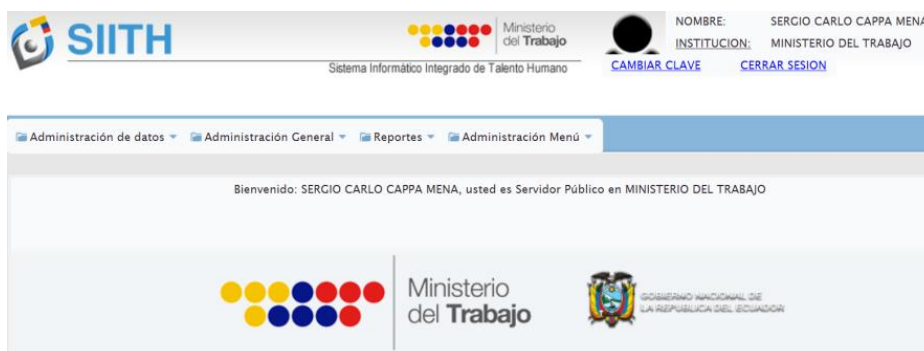 SIITH
Ministerio
del Trabajo
Sistema Informático Integrado de Talento Humano
NOMBRE: SERGIO CARLO CAPPA MENA
INSTITUCION: MINISTERIO DEL TRABAJO
CAMBIAR CLAVE CERRAR SESION
Administración de datos Administración General Reportes Administración Menú
Bienvenido: SERGIO CARLO CAPPA MENA, usted es Servidor Público en MINISTERIO DEL TRABAJO
Ministerio
del Trabajo
GOBIERNO NACIONAL DE
LA REPUBLICA DEL ECUADOR